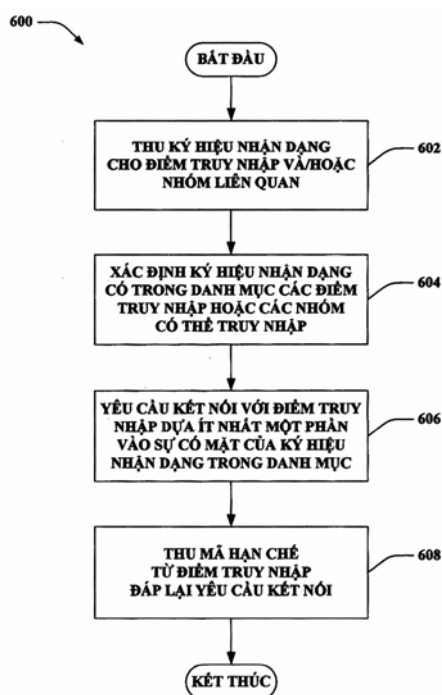 600
BẮT ĐẦU
THU KÝ HIỆU NHẬN DẠNG
CHO ĐIỂM TRUY NHẬP VÀ/HOẶC
NHÓM LIÊN QUAN
602
XÁC ĐỊNH KÝ HIỆU NHẬN DẠNG
CÓ TRONG DANH MỤC CÁC ĐIỂM
TRUY NHẬP HOẶC CÁC NHÓM
CÓ THỂ TRUY NHẬP
604
YÊU CẦU KẾT NỐI VỚI ĐIỂM TRUY
NHẬP DỰA ÍT NHẤT MỘT PHẦN
VÀO SỰ CÓ MẶT CỦA KÝ HIỆU
NHẬN DẠNG TRONG DANH MỤC
606
THU MÃ HẠN CHẾ
TỪ ĐIỂM TRUY NHẬP
ĐÁP LẠI YÊU CẦU KẾT NỐI
608
KẾT THÚC